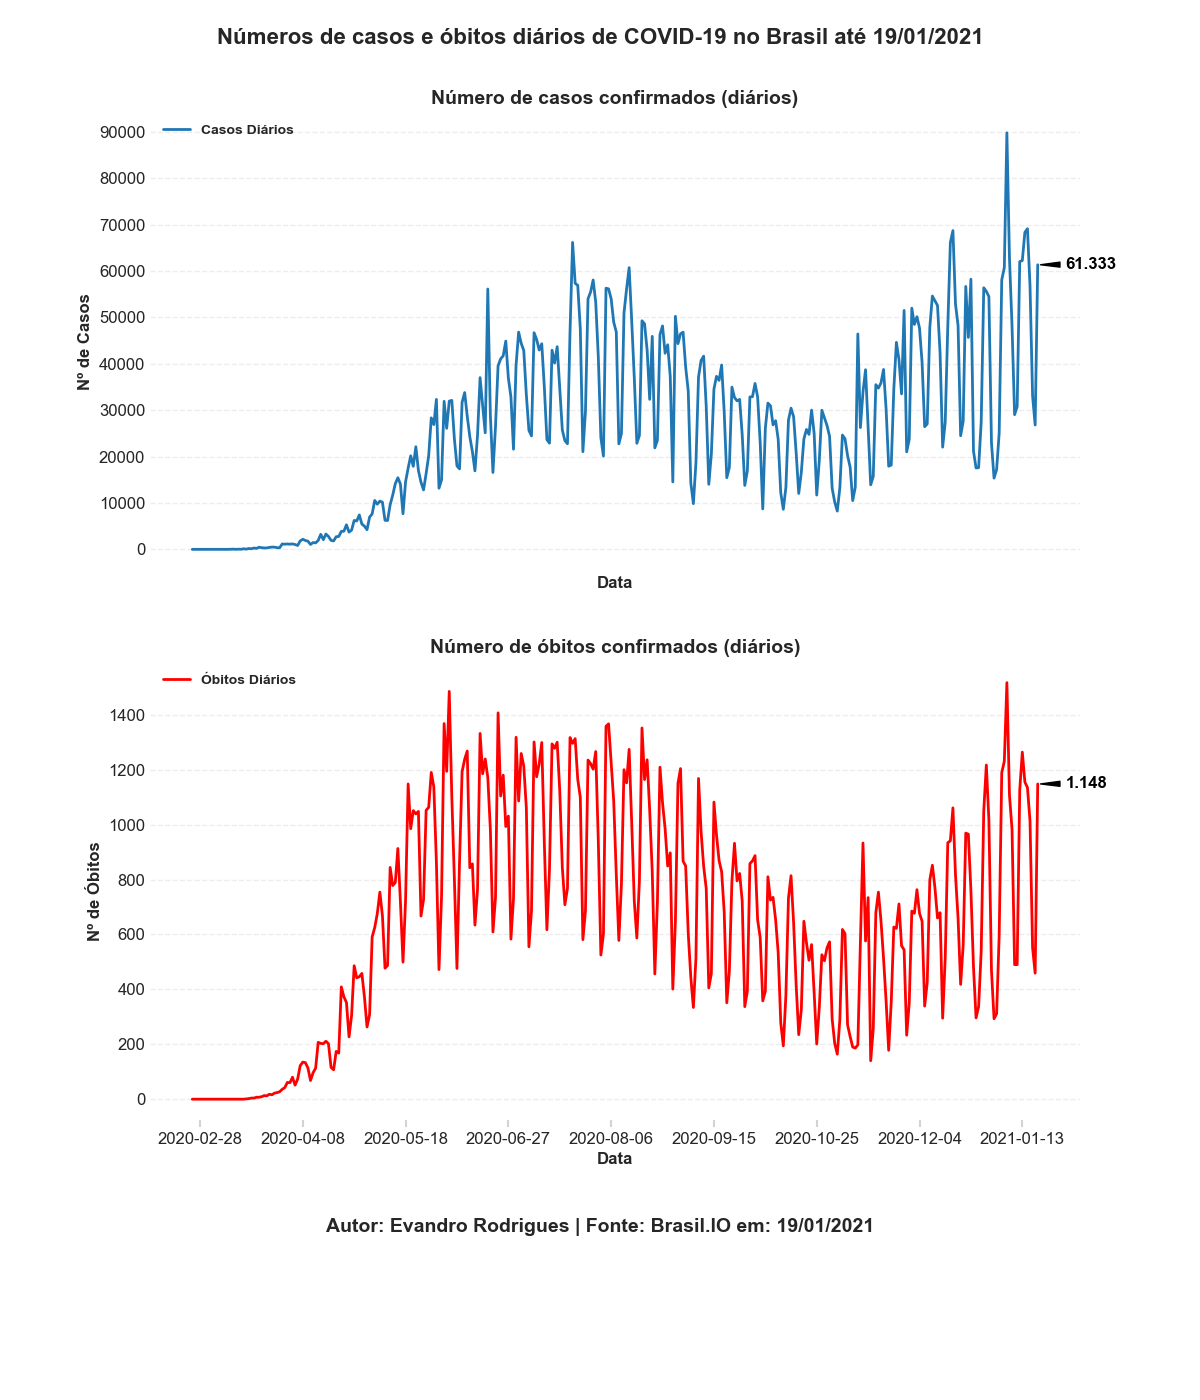 Números de casos e óbitos diários de COVID-19 no Brasil até 19/01/2021
Número de casos confirmados (diários)
Casos Diários
90000
80000
70000
60000
50000
40000
30000
20000
10000
0
Nº de Casos
61.333
Data
Número de óbitos confirmados (diários)
Óbitos Diários
1400
1200
1000
800
600
400
200
0
Nº de Óbitos
1.148
2020-02-28 2020-04-08 2020-05-18 2020-06-27 2020-08-06 2020-09-15 2020-10-25 2020-12-04 2021-01-13
Data
Autor: Evandro Rodrigues | Fonte: Brasil.IO em: 19/01/2021